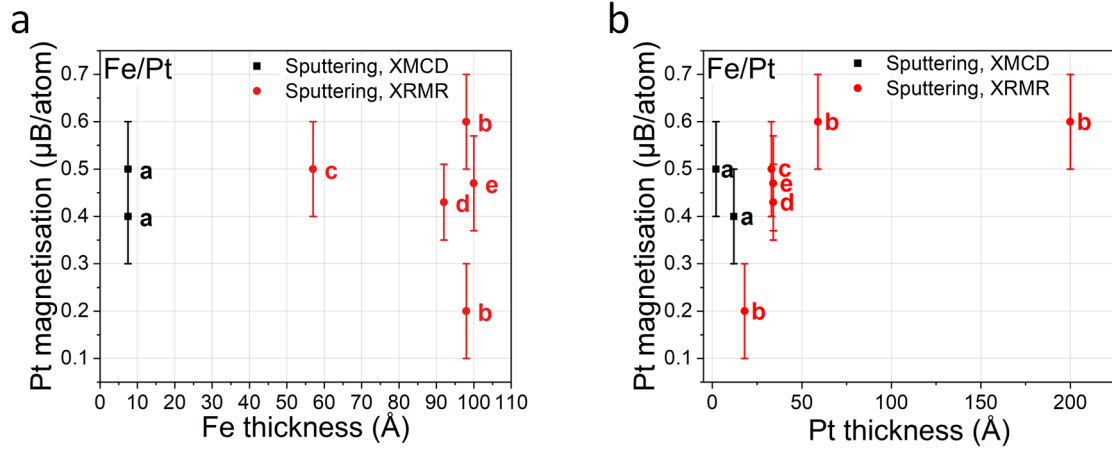 a
Fe/Pt
Sputtering, XMCD
Sputtering, XRMR
Pt magnetisation (µB/atom)
0.7
0.6
0.5
0.4
0.3
0.2
0.1
a
a
c
b
e
d
b
0 10 20 30 40 50 60 70 80 90 100 110
Fe thickness (Å)
b
Fe/Pt
Sputtering, XMCD
Sputtering, XRMR
Pt magnetisation (µB/atom)
0.7
0.6
0.5
0.4
0.3
0.2
0.1
b
b
a
c
e
d
a
b
0 50 100 150 200
Pt thickness (Å)